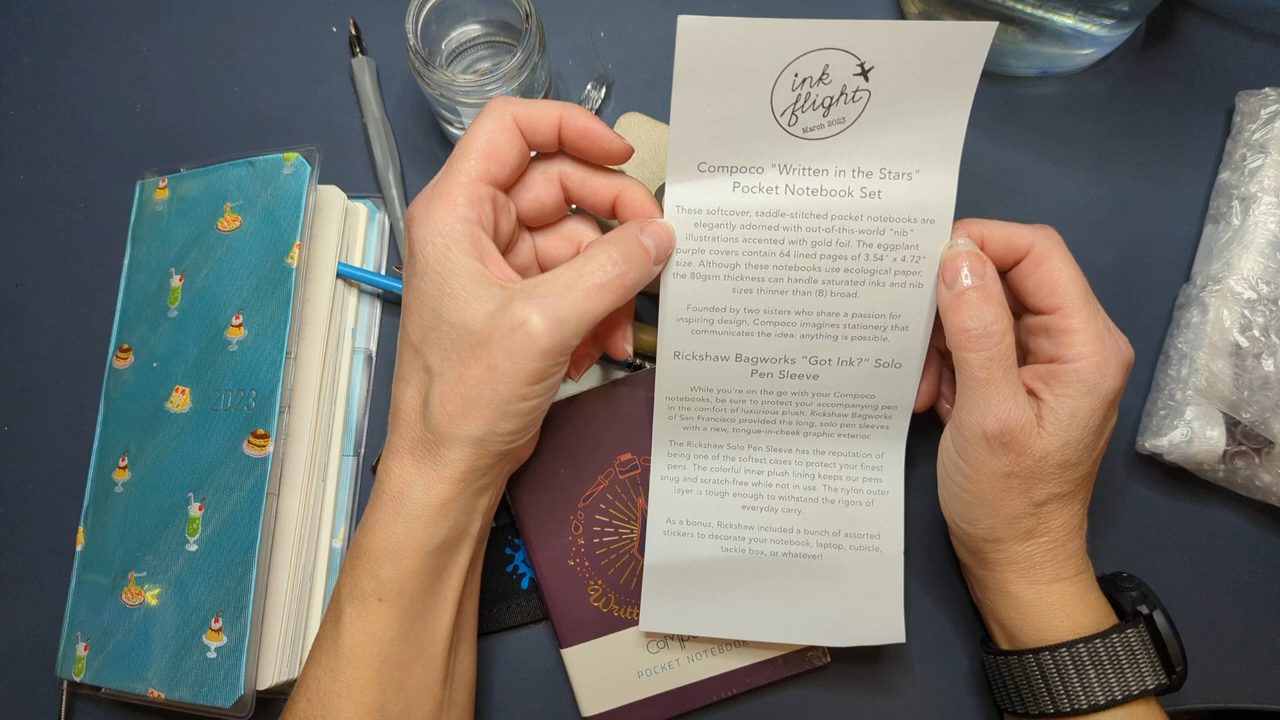 ink
flight
March 2023
Compoco "Written in the Stars"
Pocket Notebook Set
These softcover, saddle-stitched pocket notebooks are
elegantly adorned with out-of-this-world "nib"
illustrations accented with gold foil. The eggplant
purple covers contain 64 lined pages of 3.54" x 4.72"
size. Although these notebooks use ecological paper,
the 80gsm thickness can handle saturated inks and nib
sizes thinner than (B) broad.
Founded by two sisters who share a passion for
inspiring design, Compoco imagines stationery that
communicates the idea: anything is possible.
Rickshaw Bagworks “Got Ink?” Solo
Pen Sleeve
While you're on the go with your Compoco
notebooks, be sure to protect your accompanying pen
in the comfort of luxurious plush. Rickshaw Bagworks
of San Francisco provided the long, solo pen sleeves
with a new, tongue-in-cheek graphic exterior.
The Rickshaw Solo Pen Sleeve has the reputation of
being one of the softest cases to protect your finest
pens. The colorful inner plush lining keeps our pens
snug and scratch-free while not in use. The nylon outer
layer is tough enough to withstand the rigors of
everyday carry.
As a bonus, Rickshaw included a bunch of assorted
stickers to decorate your notebook, laptop, cubicle,
tackle box, or whatever!
2023
Writt
comp
POCKET NOTEBOOK